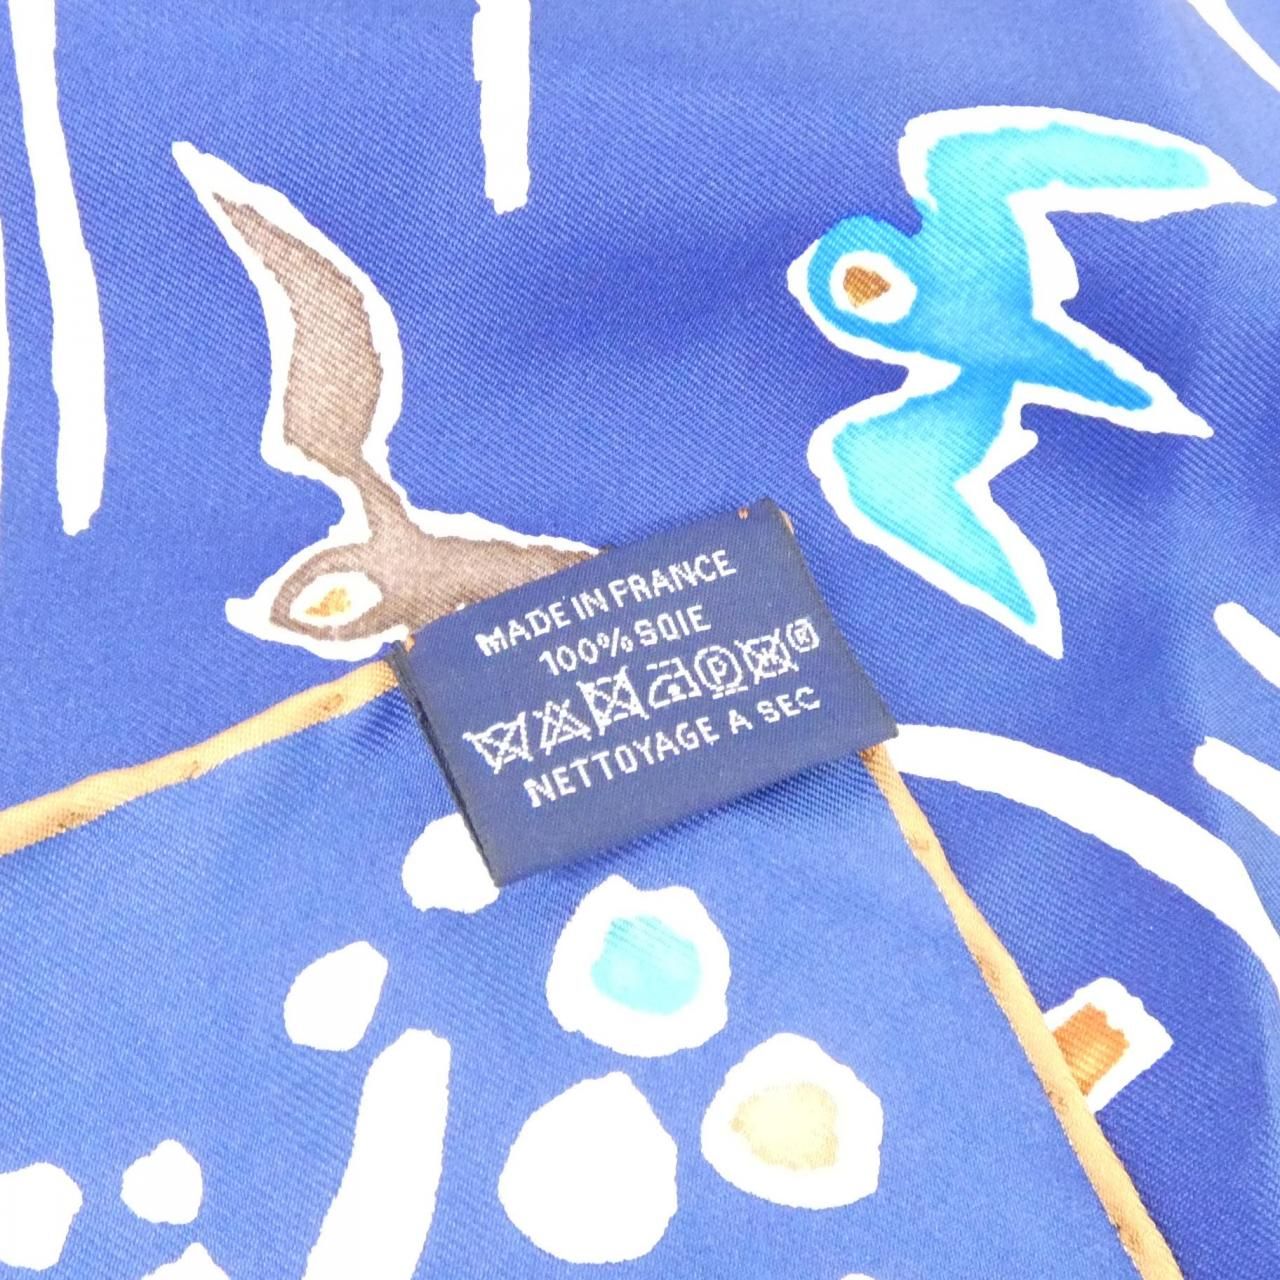 MADE IN FRANCE
100% SOIE
P ®
NETTOYAGE A SEC